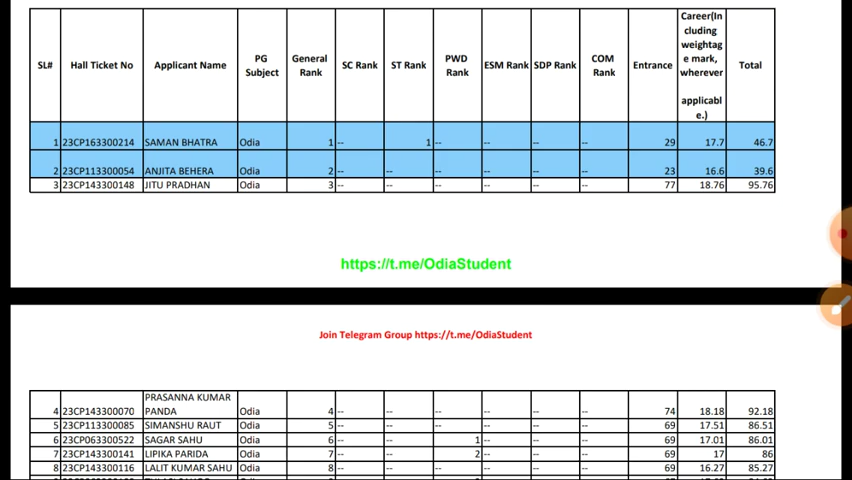 SL# Hall Ticket No Applicant Name PG Subject General Rank SC Rank ST Rank PWD Rank ESM Rank SDP Rank COM Rank Entrance Career(Including weightage mark, wherever applicable.) Total
1 23CP163300214 SAMAN BHATRA Odia 1 -- 1 -- -- -- -- 29 17.7 46.7
2 23CP113300054 ANJITA BEHERA Odia 2 -- -- -- -- -- -- 23 16.6 39.6
3 23CP143300148 JITU PRADHAN Odia 3 -- -- -- -- -- -- 77 18.76 95.76
https://t.me/OdiaStudent
Join Telegram Group https://t.me/OdiaStudent
4 23CP143300070 PRASANNA KUMAR PANDA Odia 4 -- -- -- -- -- -- 74 18.18 92.18
5 23CP113300085 SIMANSHU RAUT Odia 5 -- -- -- -- -- -- 69 17.51 86.51
6 23CP063300522 SAGAR SAHU Odia 6 -- -- 1 -- -- -- 69 17.01 86.01
7 23CP143300141 LIPIKA PARIDA Odia 7 -- -- 2 -- -- -- 69 17 86
8 23CP143300116 LALIT KUMAR SAHU Odia 8 -- -- -- -- -- -- 69 16.27 85.27